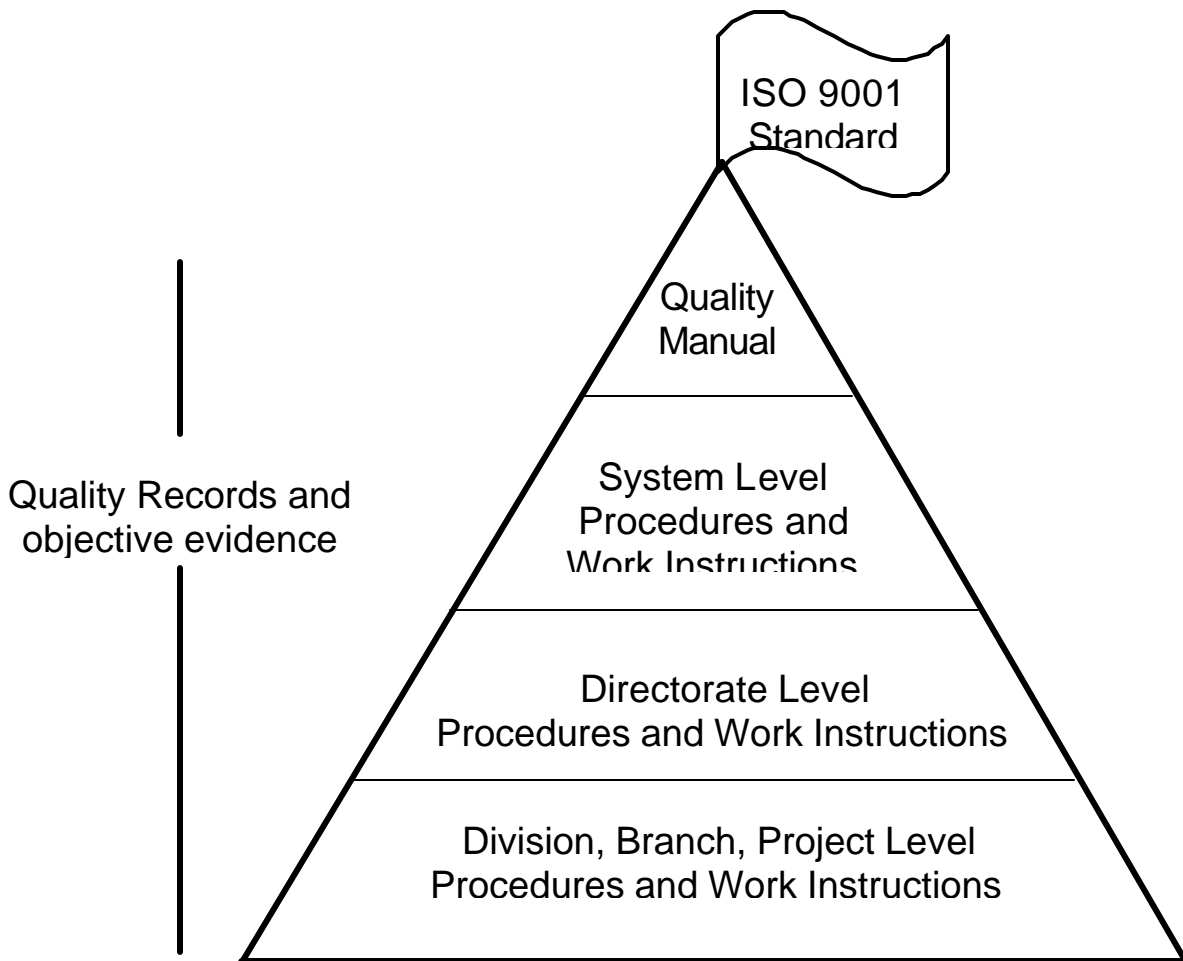 ISO 9001
Standard
Quality
Manual
Quality Records and
objective evidence
System Level
Procedures and
Work Instructions
Directorate Level
Procedures and Work Instructions
Division, Branch, Project Level
Procedures and Work Instructions